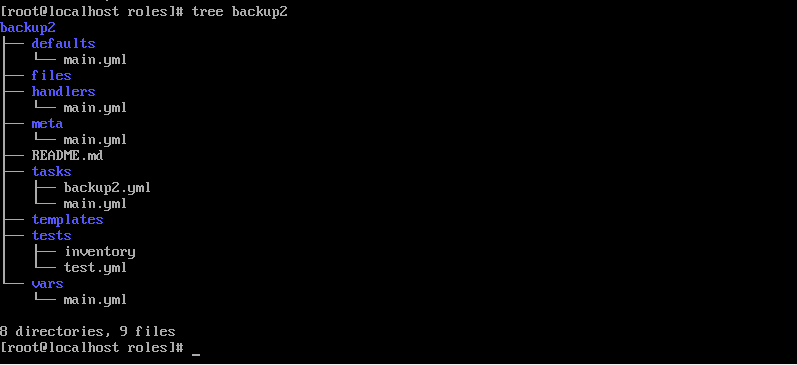 [root@localhost roles]# tree backup2
backup2
├── defaults
│   └── main.yml
├── files
├── handlers
│   └── main.yml
├── meta
│   └── main.yml
├── README.md
├── tasks
│   ├── backup2.yml
│   └── main.yml
├── templates
├── tests
│   ├── inventory
│   └── test.yml
└── vars
    └── main.yml
8 directories, 9 files
[root@localhost roles]# _